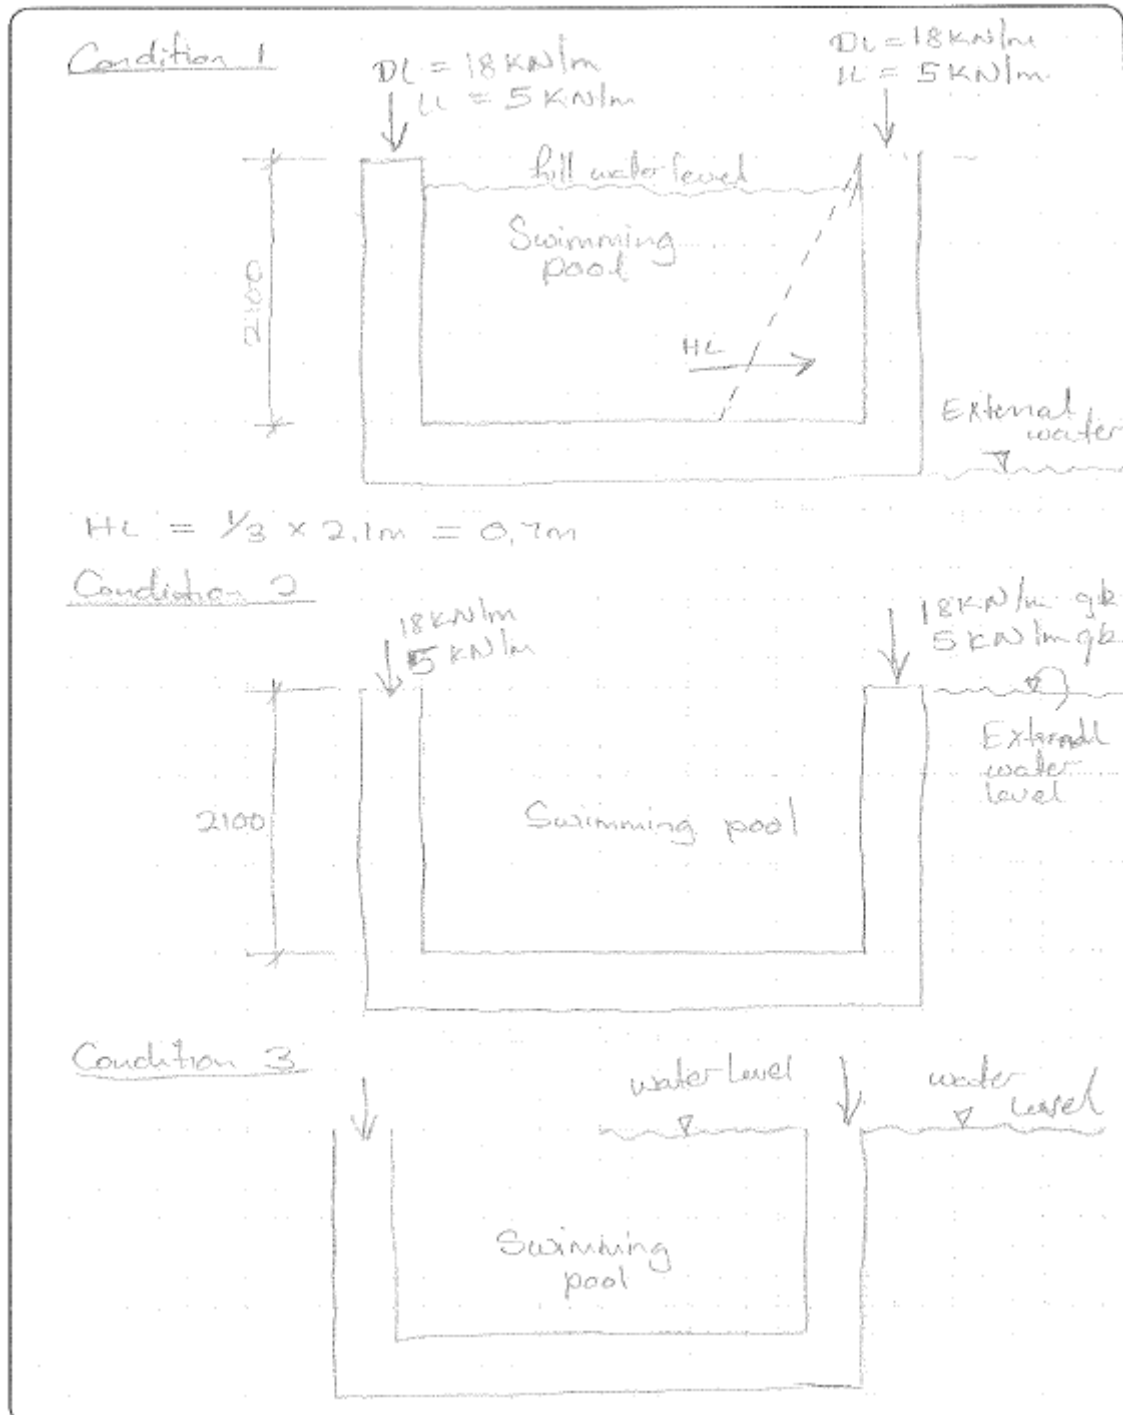 Condition 1
DL = 18 KN/m
LL = 5 KN/m
DL = 18 KN/m
LL = 5 KN/m
full water level
Swimming
pool
2100
HL
External
water
HL = 1/3 × 2.1m = 0.7m
Condition 2
18 KN/m
5 KN/m
18 KN/m gk
5 KN/m qk
External
water
level
2100
Swimming pool
Condition 3
water level
water
level
Swimming
pool